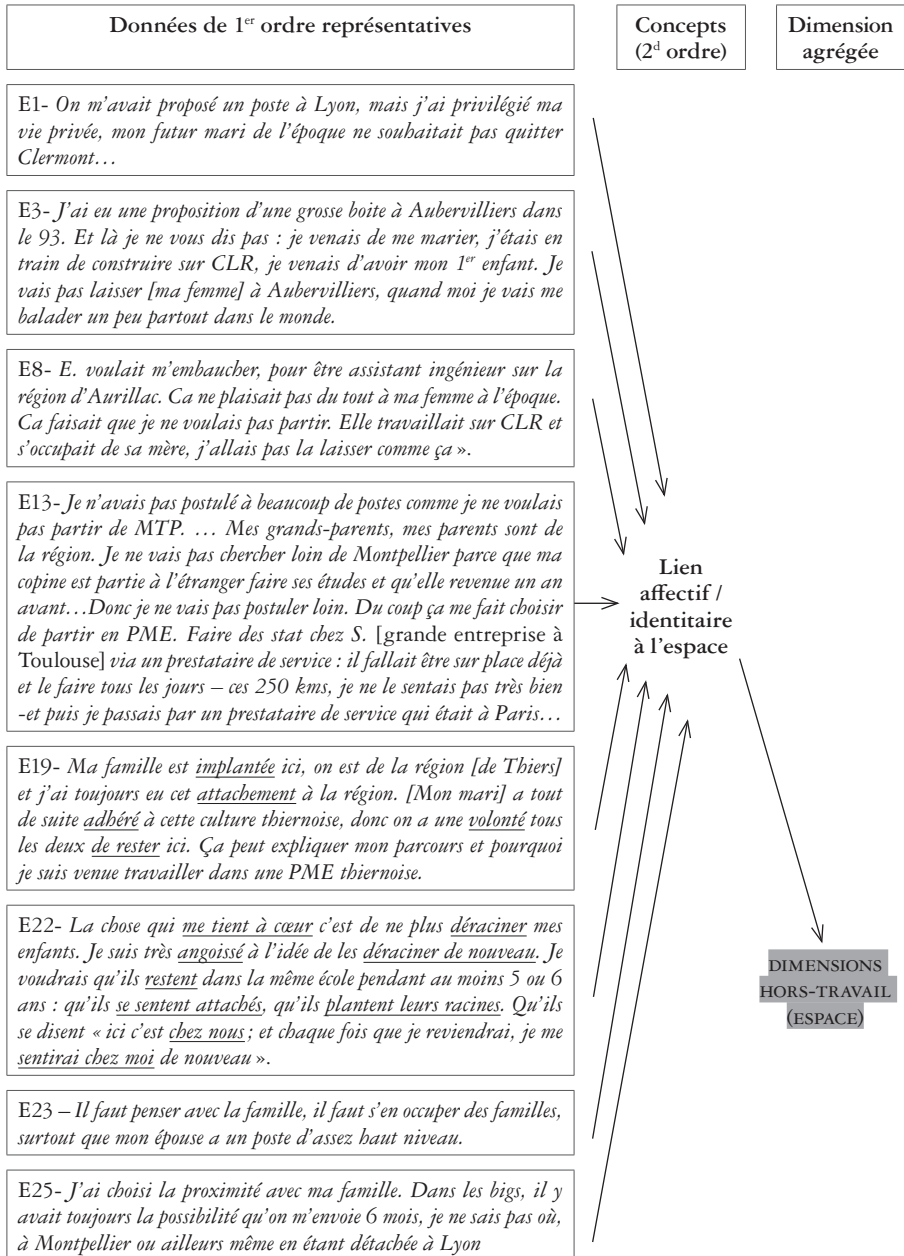 Données de 1er ordre représentatives
Concepts
(2d ordre)
Dimension
agrégée
E1- On m’avait proposé un poste à Lyon, mais j’ai privilégié ma
vie privée, mon futur mari de l’époque ne souhaitait pas quitter
Clermont…
E3- J’ai eu une proposition d’une grosse boite à Aubervilliers dans
le 93. Et là je ne vous dis pas : je venais de me marier, j’étais en
train de construire sur CLR, je venais d’avoir mon 1er enfant. Je
vais pas laisser [ma femme] à Aubervilliers, quand moi je vais me
balader un peu partout dans le monde.
E8- E. voulait m’embaucher, pour être assistant ingénieur sur la
région d’Aurillac. Ca ne plaisait pas du tout à ma femme à l’époque.
Ca faisait que je ne voulais pas partir. Elle travaillait sur CLR et
s’occupait de sa mère, j’allais pas la laisser comme ça ».
E13- Je n’avais pas postulé à beaucoup de postes comme je ne voulais
pas partir de MTP. … Mes grands-parents, mes parents sont de
la région. Je ne vais pas chercher loin de Montpellier parce que ma
copine est partie à l’étranger faire ses études et qu’elle revenue un an
avant…Donc je ne vais pas postuler loin. Du coup ça me fait choisir
de partir en PME. Faire des stat chez S. [grande entreprise à
Toulouse] via un prestataire de service : il fallait être sur place déjà
et le faire tous les jours – ces 250 kms, je ne le sentais pas très bien
-et puis je passais par un prestataire de service qui était à Paris…
Lien
affectif /
identitaire
à l’espace
E19- Ma famille est implantée ici, on est de la région [de Thiers]
et j’ai toujours eu cet attachement à la région. [Mon mari] a tout
de suite adhéré à cette culture thiernoise, donc on a une volonté tous
les deux de rester ici. Ça peut expliquer mon parcours et pourquoi
je suis venue travailler dans une PME thiernoise.
E22- La chose qui me tient à cœur c’est de ne plus déraciner mes
enfants. Je suis très angoissé à l’idée de les déraciner de nouveau. Je
voudrais qu’ils restent dans la même école pendant au moins 5 ou 6
ans : qu’ils se sentent attachés, qu’ils plantent leurs racines. Qu’ils
se disent « ici c’est chez nous ; et chaque fois que je reviendrai, je me
sentirai chez moi de nouveau ».
DIMENSIONS
HORS-TRAVAIL
(ESPACE)
E23 – Il faut penser avec la famille, il faut s’en occuper des familles,
surtout que mon épouse a un poste d’assez haut niveau.
E25- J’ai choisi la proximité avec ma famille. Dans les bigs, il y
avait toujours la possibilité qu’on m’envoie 6 mois, je ne sais pas où,
à Montpellier ou ailleurs même en étant détachée à Lyon